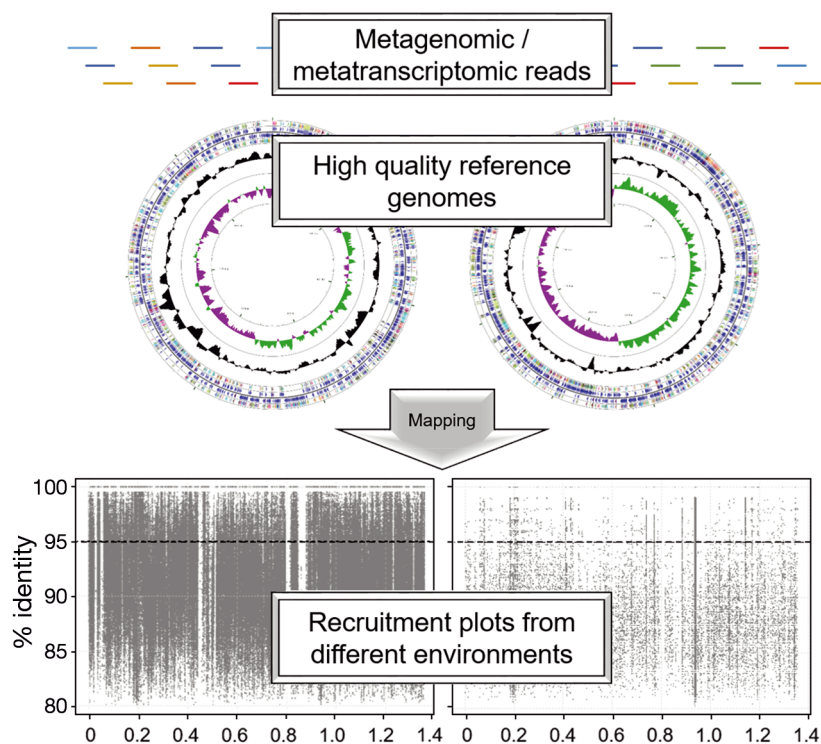 Metagenomic /
metatranscriptomic reads
High quality reference
genomes
Mapping
% identity
100
95
90
85
80
Recruitment plots from
different environments
0 0.2 0.4 0.6 0.8 1.0 1.2 1.4
0 0.2 0.4 0.6 0.8 1.0 1.2 1.4